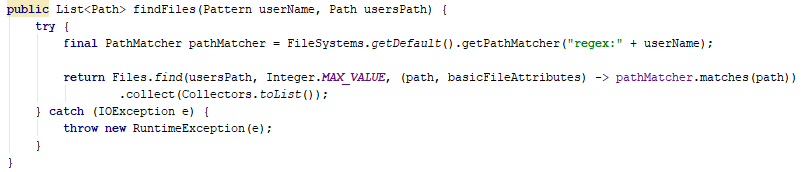 public List<Path> findFiles(Pattern userName, Path usersPath) {
    try {
        final PathMatcher pathMatcher = FileSystems.getDefault().getPathMatcher("regex:" + userName);
        return Files.find(usersPath, Integer.MAX_VALUE, (path, basicFileAttributes) -> pathMatcher.matches(path))
                .collect(Collectors.toList());
    } catch (IOException e) {
        throw new RuntimeException(e);
    }
}